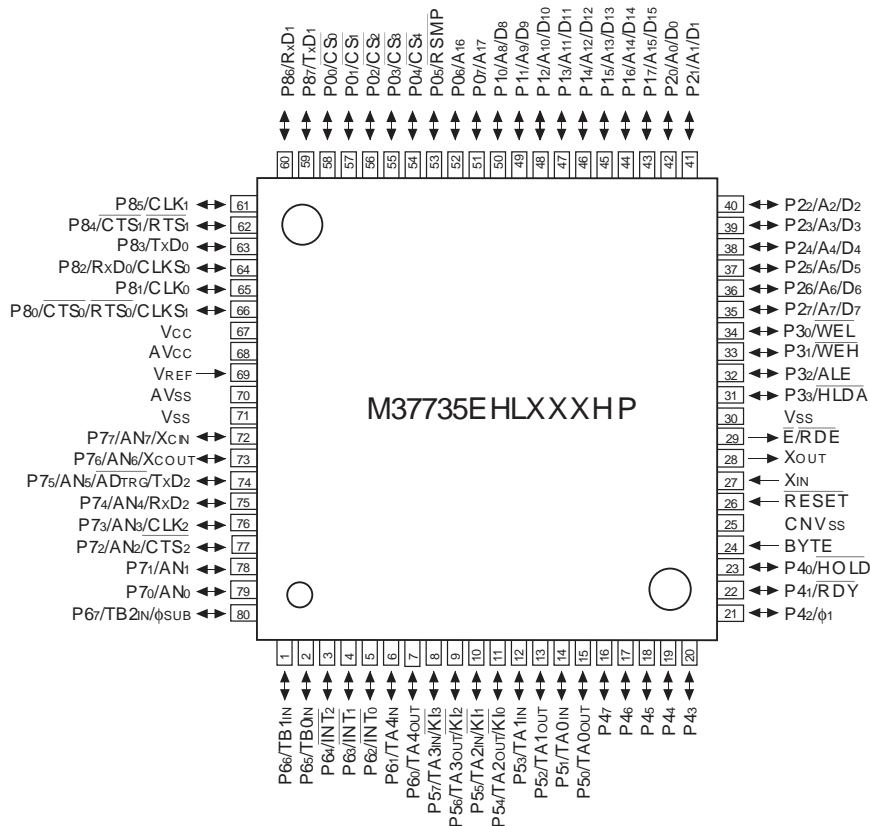 P86/RxD1
P87/TxD1
P00/CS0
P01/CS1
P02/CS2
P03/CS3
P04/CS4
P05/RSMP
P06/A16
P07/A17
P10/A8/D8
P11/A9/D9
P12/A10/D10
P13/A11/D11
P14/A12/D12
P15/A13/D13
P16/A14/D14
P17/A15/D15
P20/A0/D0
P21/A1/D1
60 59 58 57 56 55 54 53 52 51 50 49 48 47 46 45 44 43 42 41
P85/CLK1 61
P84/CTS1/RTS1 62
P83/TxD0 63
P82/RxD0/CLKS0 64
P81/CLK0 65
P80/CTS0/RTS0/CLKS1 66
VCC 67
AVCC 68
VREF 69
AVSS 70
VSS 71
P77/AN7/XCIN 72
P76/AN6/XCOUT 73
P75/AN5/ADTRG/TxD2 74
P74/AN4/RxD2 75
P73/AN3/CLK2 76
P72/AN2/CTS2 77
P71/AN1 78
P70/AN0 79
P67/TB2IN/φSUB 80
M37735EHLXXXHP
40 P22/A2/D2
39 P23/A3/D3
38 P24/A4/D4
37 P25/A5/D5
36 P26/A6/D6
35 P27/A7/D7
34 P30/WEL
33 P31/WEH
32 P32/ALE
31 P33/HLDA
30 VSS
29 E/RDE
28 XOUT
27 XIN
26 RESET
25 CNVSS
24 BYTE
23 P40/HOLD
22 P41/RDY
21 P42/φ1
1 2 3 4 5 6 7 8 9 10 11 12 13 14 15 16 17 18 19 20
P66/TB1IN
P65/TB0IN
P64/INT2
P63/INT1
P62/INT0
P61/TA4IN
P60/TA4OUT
P57/TA3IN/KI3
P56/TA3OUT/KI2
P55/TA2IN/KI1
P54/TA2OUT/KI0
P53/TA1IN
P52/TA1OUT
P51/TA0IN
P50/TA0OUT
P47
P46
P45
P44
P43